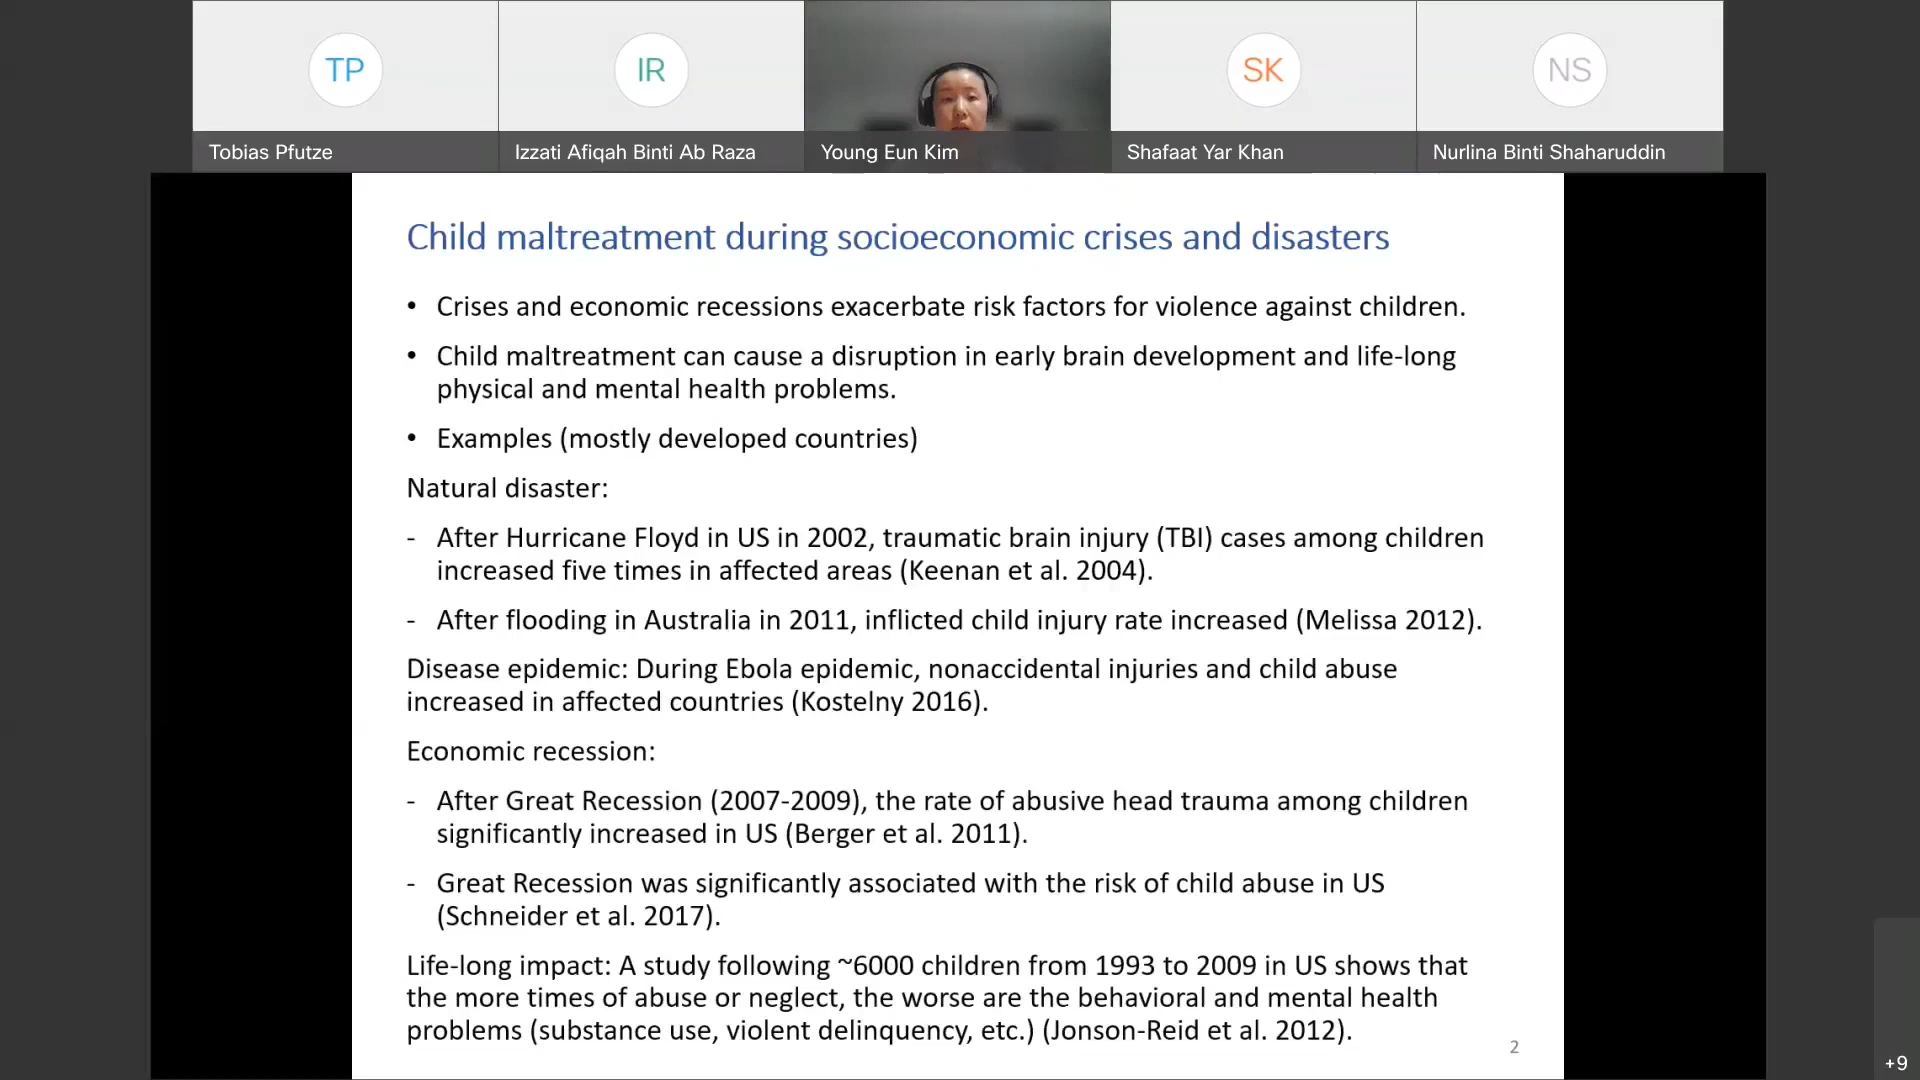 TP
IR
SK
NS
Tobias Pfutze
Izzati Afiqah Binti Ab Raza
Young Eun Kim
Shafaat Yar Khan
Nurlina Binti Shaharuddin
Child maltreatment during socioeconomic crises and disasters
• Crises and economic recessions exacerbate risk factors for violence against children.
• Child maltreatment can cause a disruption in early brain development and life-long
physical and mental health problems.
• Examples (mostly developed countries)
Natural disaster:
- After Hurricane Floyd in US in 2002, traumatic brain injury (TBI) cases among children
increased five times in affected areas (Keenan et al. 2004).
- After flooding in Australia in 2011, inflicted child injury rate increased (Melissa 2012).
Disease epidemic: During Ebola epidemic, nonaccidental injuries and child abuse
increased in affected countries (Kostelny 2016).
Economic recession:
- After Great Recession (2007-2009), the rate of abusive head trauma among children
significantly increased in US (Berger et al. 2011).
- Great Recession was significantly associated with the risk of child abuse in US
(Schneider et al. 2017).
Life-long impact: A study following ~6000 children from 1993 to 2009 in US shows that
the more times of abuse or neglect, the worse are the behavioral and mental health
problems (substance use, violent delinquency, etc.) (Jonson-Reid et al. 2012).
2
+9